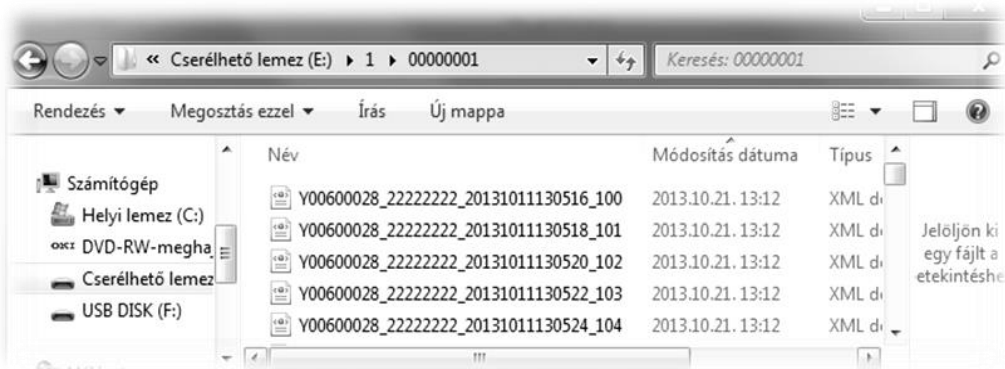 « Cserélhető lemez (E:) ▸ 1 ▸ 00000001
Keresés: 00000001
Rendezés Megosztás ezzel Írás Új mappa
Számítógép
Helyi lemez (C:)
DVD-RW-megha
Cserélhető lemez
USB DISK (F:)
Név Módosítás dátuma Típus
Y00600028_22222222_20131011130516_100 2013.10.21. 13:12 XML d
Y00600028_22222222_20131011130518_101 2013.10.21. 13:12 XML d
Y00600028_22222222_20131011130520_102 2013.10.21. 13:12 XML d
Y00600028_22222222_20131011130522_103 2013.10.21. 13:12 XML d
Y00600028_22222222_20131011130524_104 2013.10.21. 13:12 XML d
Jelöljön ki
egy fájlt a
etekintéshe